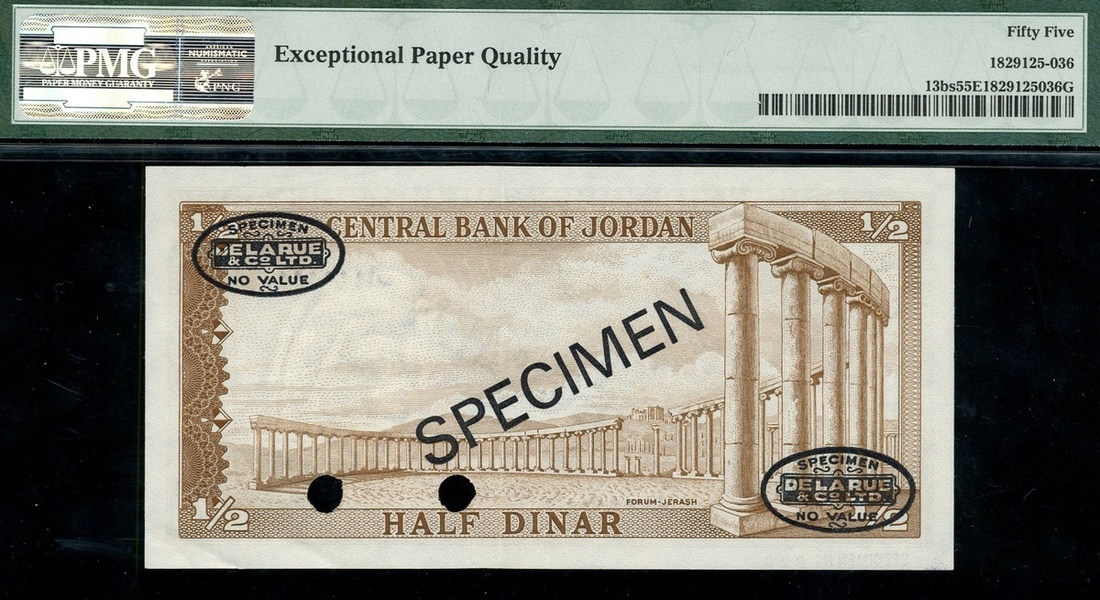 PMG
PAPER MONEY GUARANTY
NUMISMATIC
PNG
Exceptional Paper Quality
Fifty Five
1829125-036
13bs55E1829125036G
1/2
CENTRAL BANK OF JORDAN
1/2
SPECIMEN
DE LA RUE
& CO LTD.
NO VALUE
SPECIMEN
FORUM-JERASH
SPECIMEN
DE LA RUE
& CO LTD.
NO VALUE
1/2
HALF DINAR
1/2